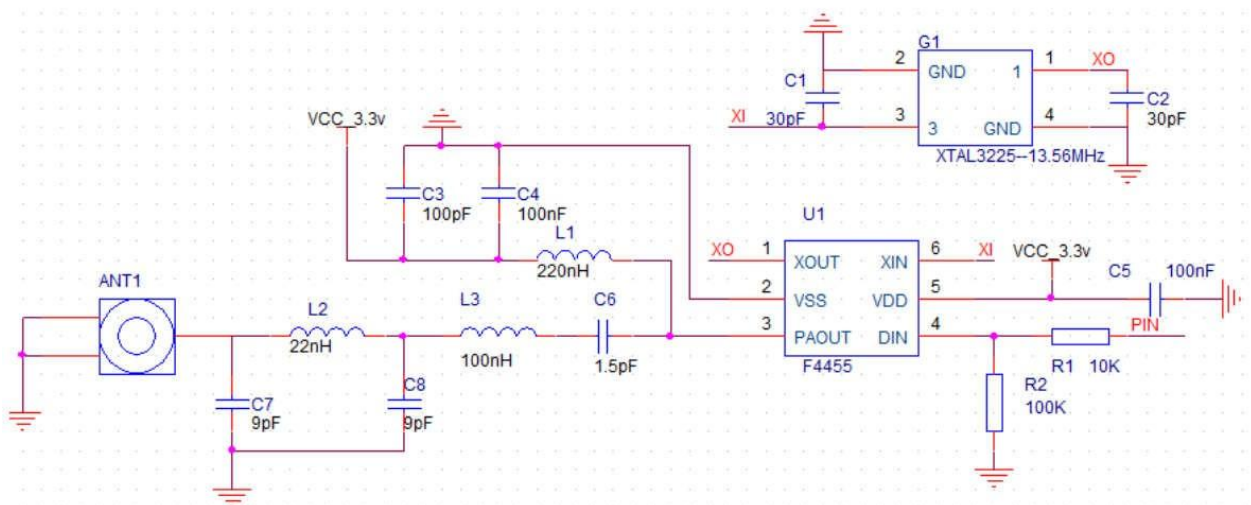 G1
2 GND 1 1 XO
C1
30pF
XI 3 3 GND 4
C2
30pF
XTAL3225--13.56MHz
VCC_3.3v
C3
100pF
C4
100nF
L1
220nH
U1
XO 1 XOUT XIN 6 XI
2 VSS VDD 5
3 PAOUT DIN 4
F4455
VCC_3.3v
C5 100nF
PIN
R1 10K
R2
100K
ANT1
L2
22nH
L3
100nH
C6
1.5pF
C7
9pF
C8
9pF